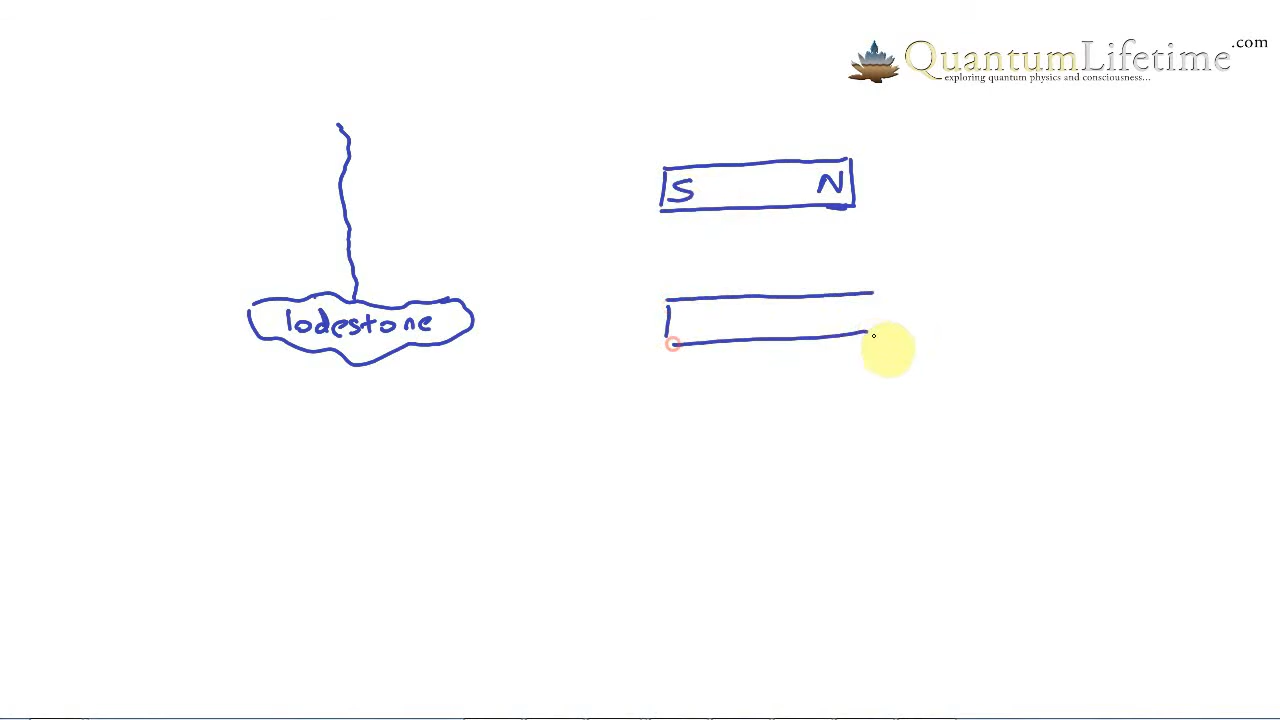 QuantumLifetime.com
exploring quantum physics and consciousness...
S N
lodestone